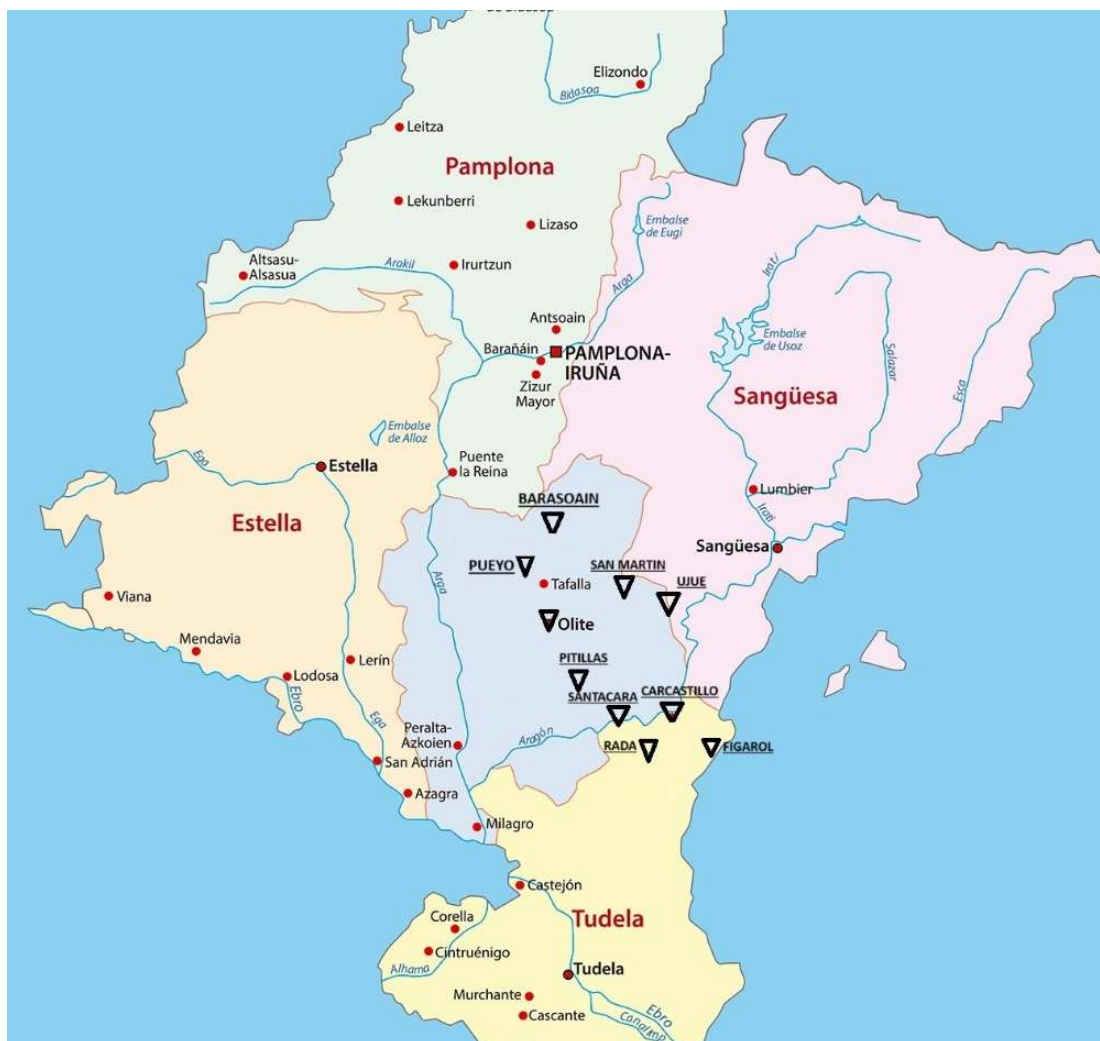 de Bidasoa
Elizondo
Bidasoa
Leitza
Pamplona
Lekunberri
Lizaso
Embalse
de Eugi
Altsasu-
Alsasua
Arakil
Irurtzun
Irati
Arga
Antsoain
Embalse
de Usoz
Barañáin
PAMPLONA-
IRUÑA
Salazar
Esca
Zizur
Mayor
Sangüesa
Embalse
de Alloz
Ega
Estella
Puente
la Reina
Lumbier
BARASOAIN
Irati
Estella
Sangüesa
PUEYO
SAN MARTIN
Arga
Tafalla
UJUE
Viana
Olite
Mendavia
Lerín
PITILLAS
Lodosa
Ebro
SANTACARA
CARCASTILLO
Ega
Peralta-
Azkoien
Aragón
RADA
FIGAROL
San Adrián
Azagra
Milagro
Castejón
Corella
Tudela
Cintruénigo
Alhama
Tudela
Murchante
Ebro
Cascante